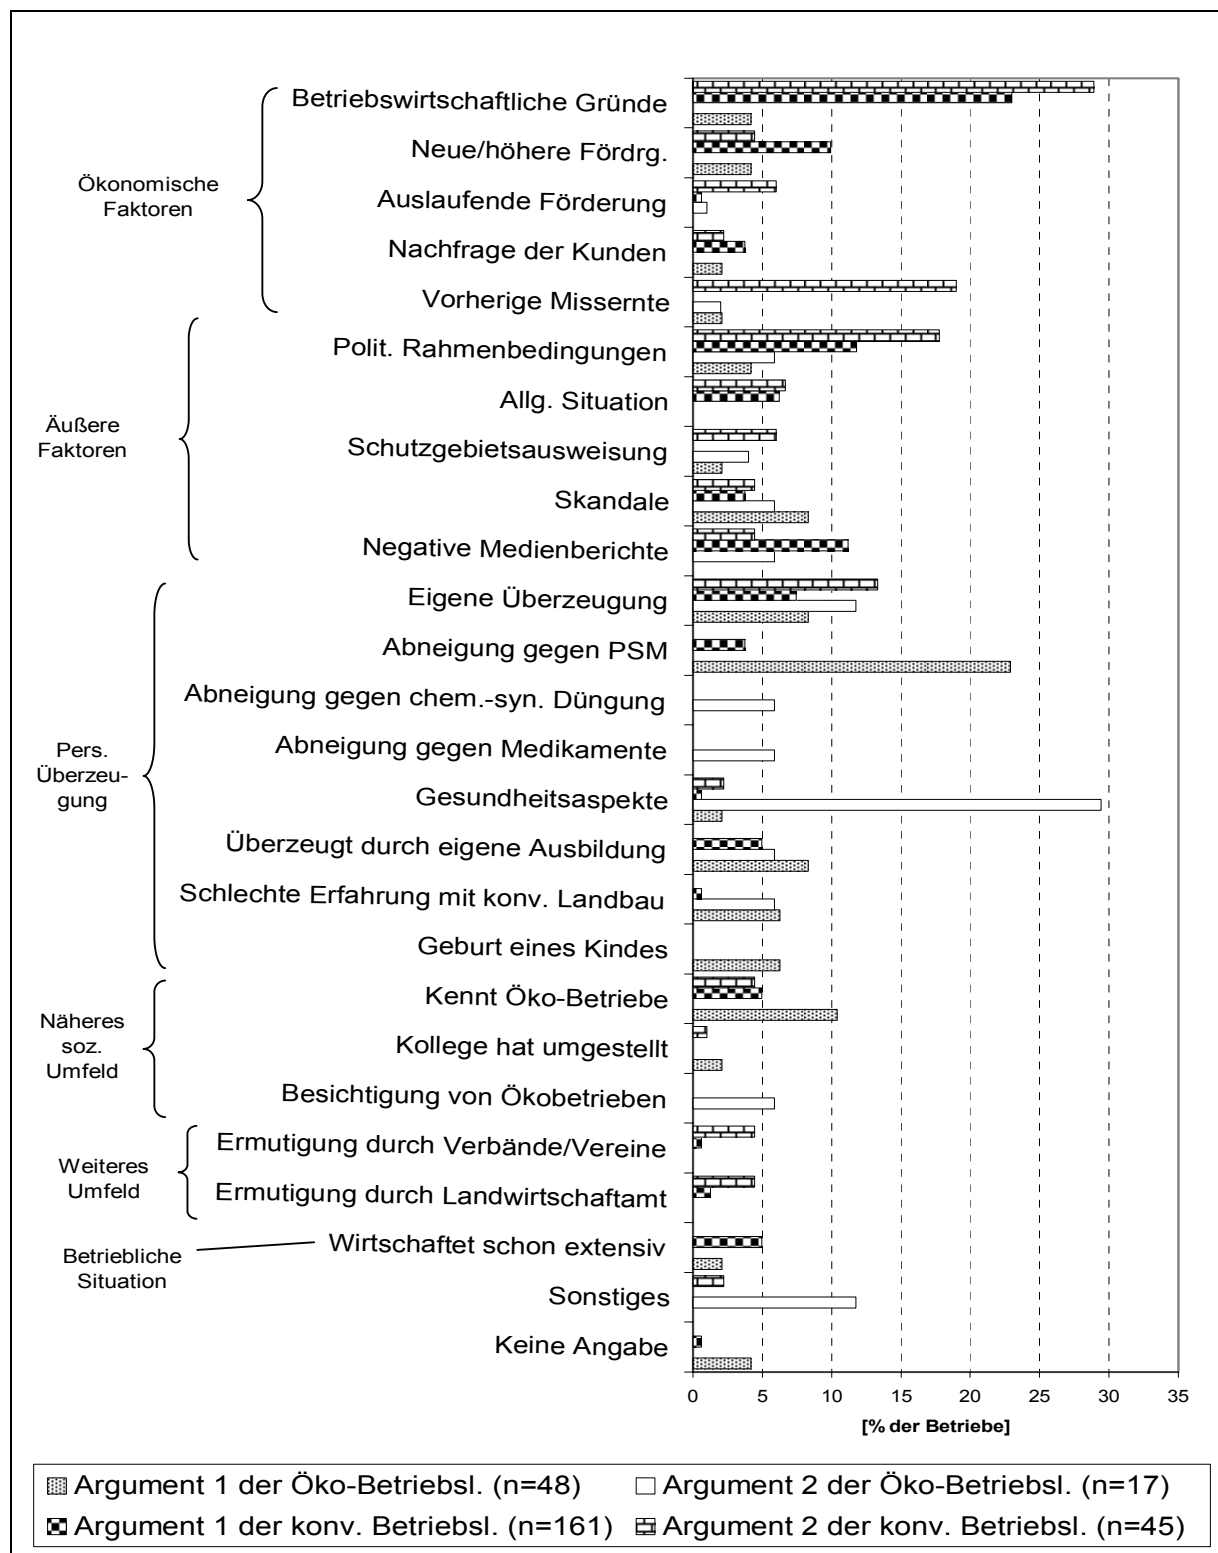 Betriebswirtschaftliche Gründe
Neue/höhere Fördrg.
Ökonomische
Faktoren
Auslaufende Förderung
Nachfrage der Kunden
Vorherige Missernte
Polit. Rahmenbedingungen
Allg. Situation
Äußere
Faktoren
Schutzgebietsausweisung
Skandale
Negative Medienberichte
Eigene Überzeugung
Abneigung gegen PSM
Abneigung gegen chem.-syn. Düngung
Abneigung gegen Medikamente
Pers.
Überzeu-
gung
Gesundheitsaspekte
Überzeugt durch eigene Ausbildung
Schlechte Erfahrung mit konv. Landbau
Geburt eines Kindes
Kennt Öko-Betriebe
Näheres
soz.
Umfeld
Kollege hat umgestellt
Besichtigung von Ökobetrieben
Ermutigung durch Verbände/Vereine
Weiteres
Umfeld
Ermutigung durch Landwirtschaftamt
Wirtschaftet schon extensiv
Betriebliche
Situation
Sonstiges
Keine Angabe
0 5 10 15 20 25 30 35
[% der Betriebe]
Argument 1 der Öko-Betriebsl. (n=48)
Argument 2 der Öko-Betriebsl. (n=17)
Argument 1 der konv. Betriebsl. (n=161)
Argument 2 der konv. Betriebsl. (n=45)